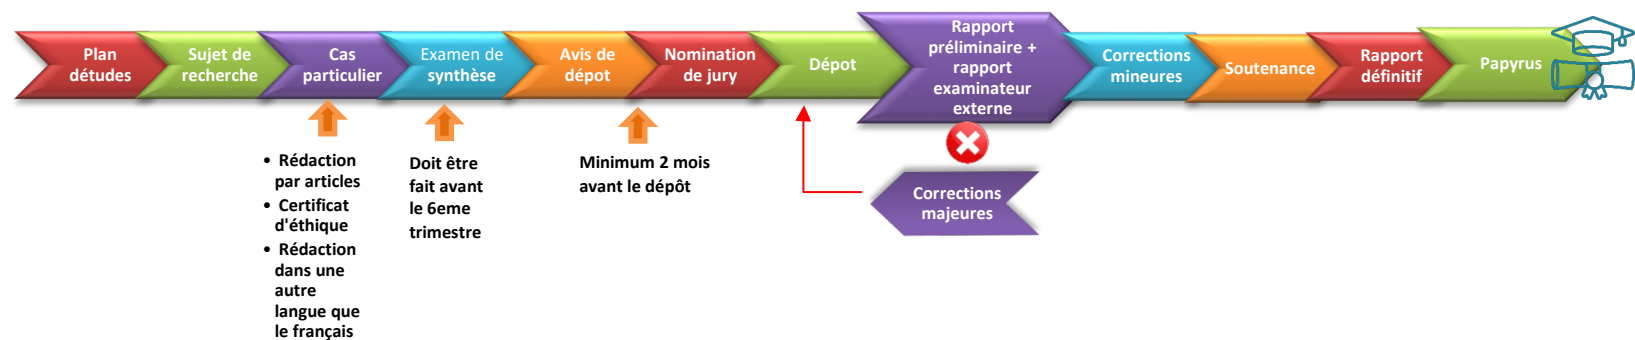 Plan
détudes
Sujet de
recherche
Cas
particulier
Examen de
synthèse
Avis de
dépot
Nomination
de jury
Dépot
Rapport
préliminaire +
rapport
examinateur
externe
Corrections
mineures
Soutenance
Rapport
définitif
Papyrus
• Rédaction
par articles
• Certificat
d'éthique
• Rédaction
dans une
autre
langue que
le français
Doit être
fait avant
le 6eme
trimestre
Minimum 2 mois
avant le dépôt
Corrections
majeures